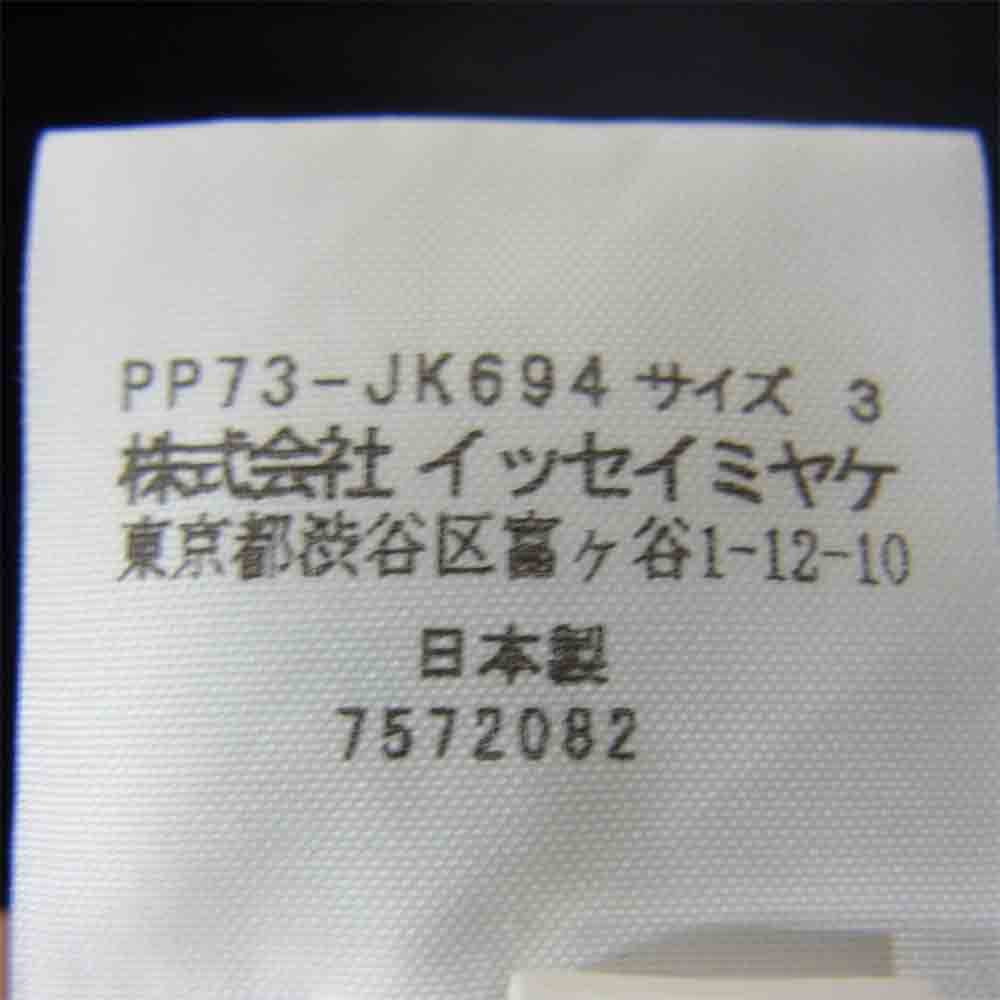 PP73-JK694 サイズ 3
株式会社 イッセイミヤケ
東京都渋谷区富ヶ谷1-12-10
日本製
7572082